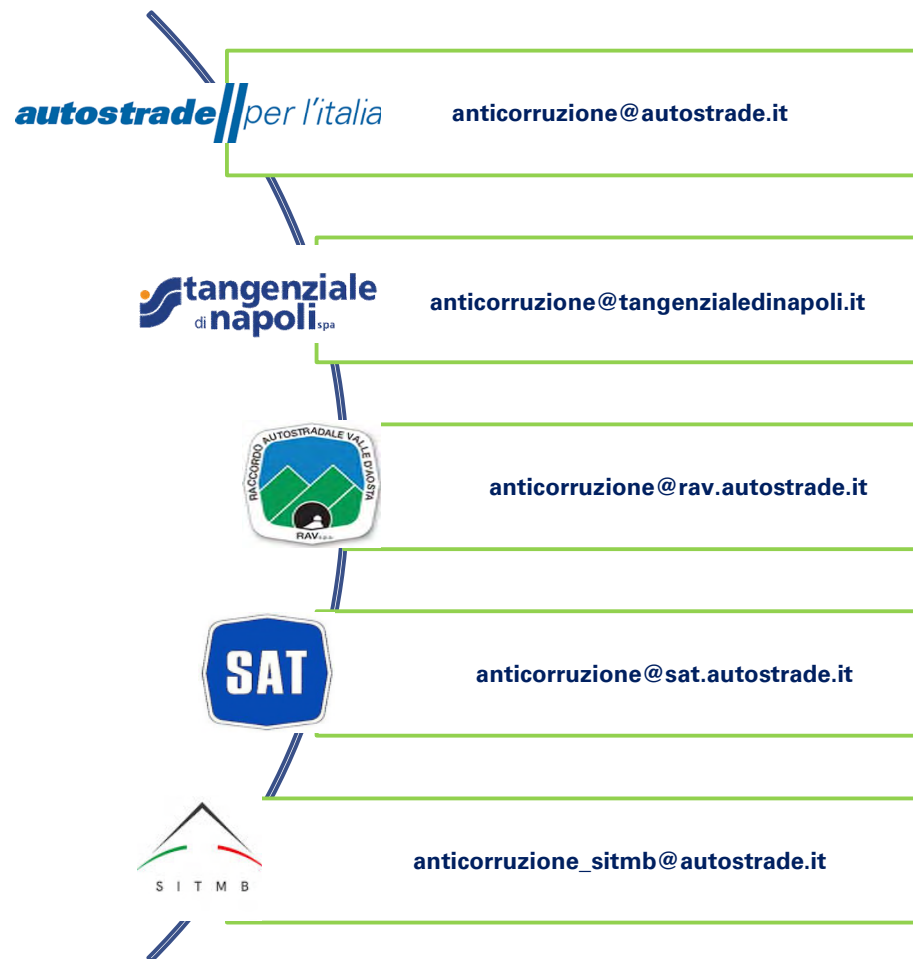 autostrade per l'italia
anticorruzione@autostrade.it
tangenziale
di napoli spa
anticorruzione@tangenzialedinapoli.it
RACCORDO AUTOSTRADALE VALLE D'AOSTA
RAV s.p.a.
anticorruzione@rav.autostrade.it
SAT
anticorruzione@sat.autostrade.it
SITMB
anticorruzione_sitmb@autostrade.it